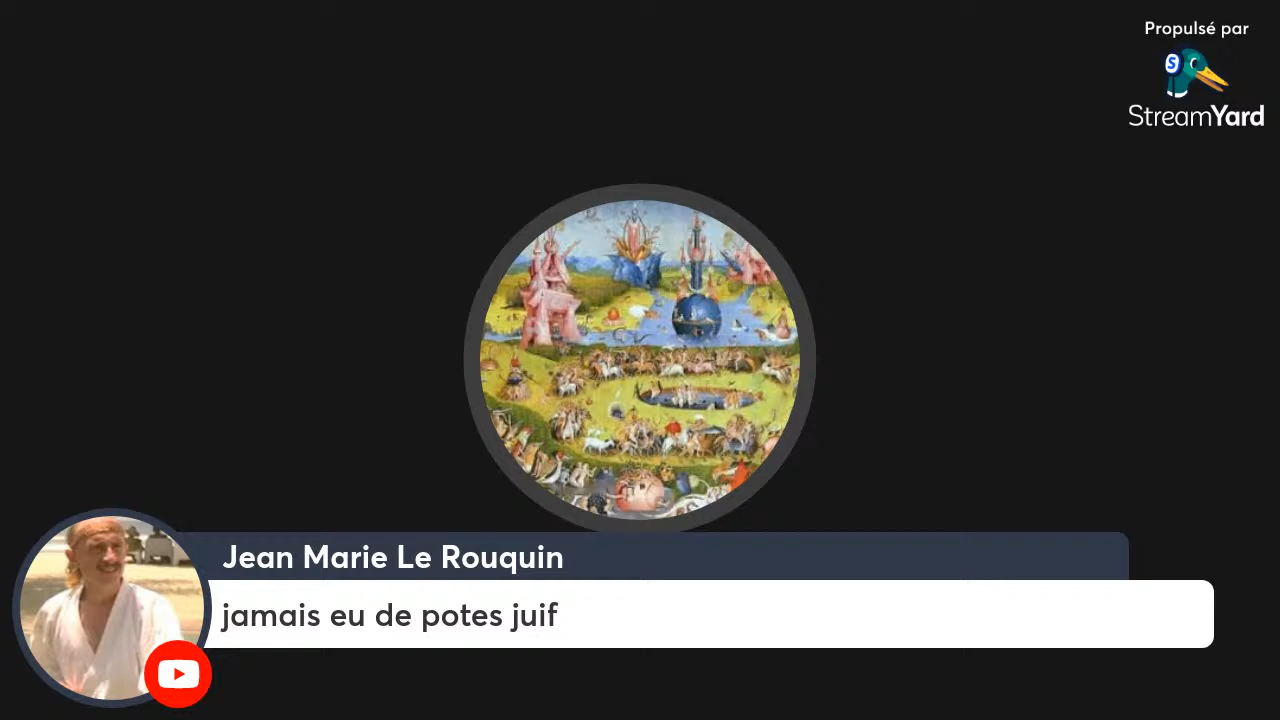 Propulsé par
StreamYard
Jean Marie Le Rouquin
jamais eu de potes juif